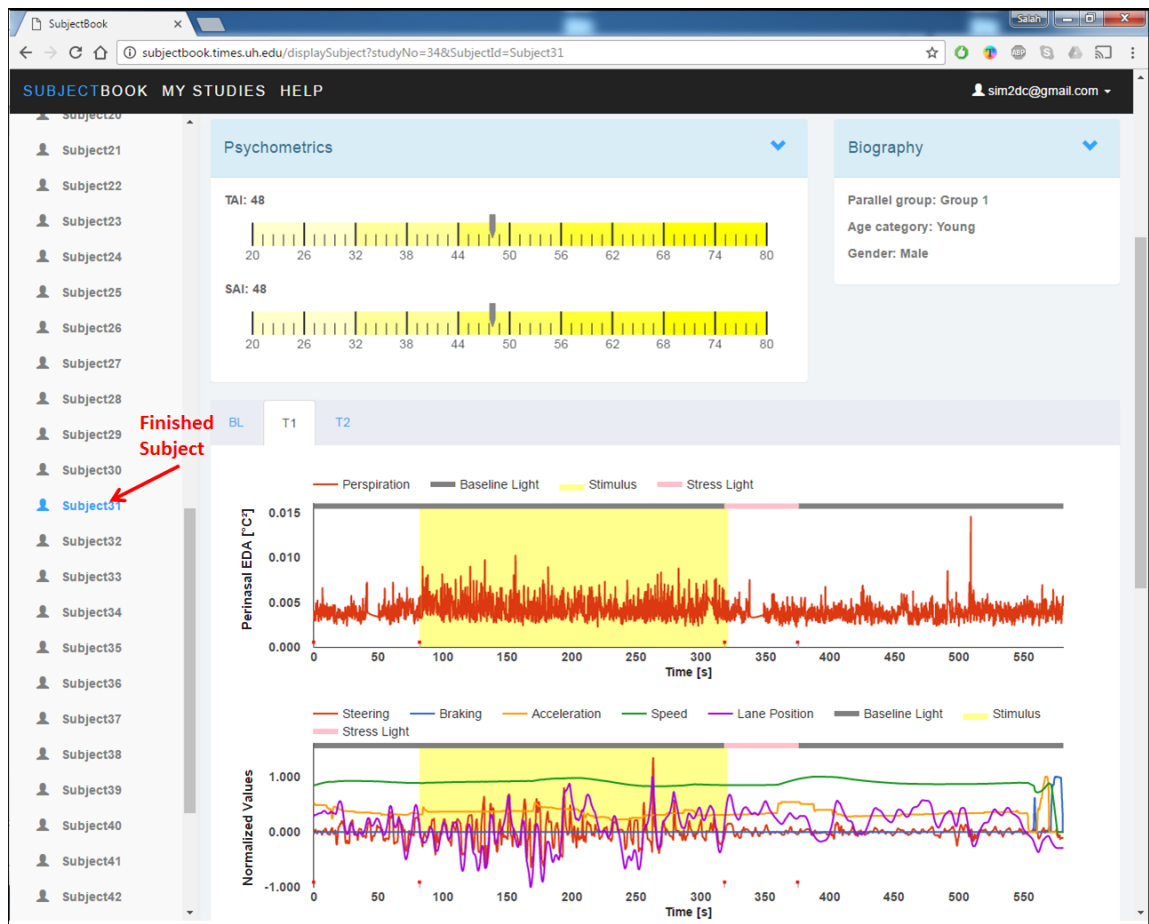 SubjectBook
Salah
subjectbook.times.uh.edu/displaySubject?studyNo=34&SubjectId=Subject31
ABP
SUBJECTBOOK MY STUDIES HELP
sim2dc@gmail.com
Subject20
Subject21
Subject22
Subject23
Subject24
Subject25
Subject26
Subject27
Subject28
Subject29
Subject30
Subject31
Subject32
Subject33
Subject34
Subject35
Subject36
Subject37
Subject38
Subject39
Subject40
Subject41
Subject42
Finished
Subject
Psychometrics
TAI: 48
20 26 32 38 44 50 56 62 68 74 80
SAI: 48
20 26 32 38 44 50 56 62 68 74 80
Biography
Parallel group: Group 1
Age category: Young
Gender: Male
BL T1 T2
Perspiration Baseline Light Stimulus Stress Light
Perinasal EDA [°C²]
0.015
0.010
0.005
0.000
0 50 100 150 200 250 300 350 400 450 500 550
Time [s]
Steering Braking Acceleration Speed Lane Position Baseline Light Stimulus
Stress Light
Normalized Values
1.000
0.000
-1.000
0 50 100 150 200 250 300 350 400 450 500 550
Time [s]